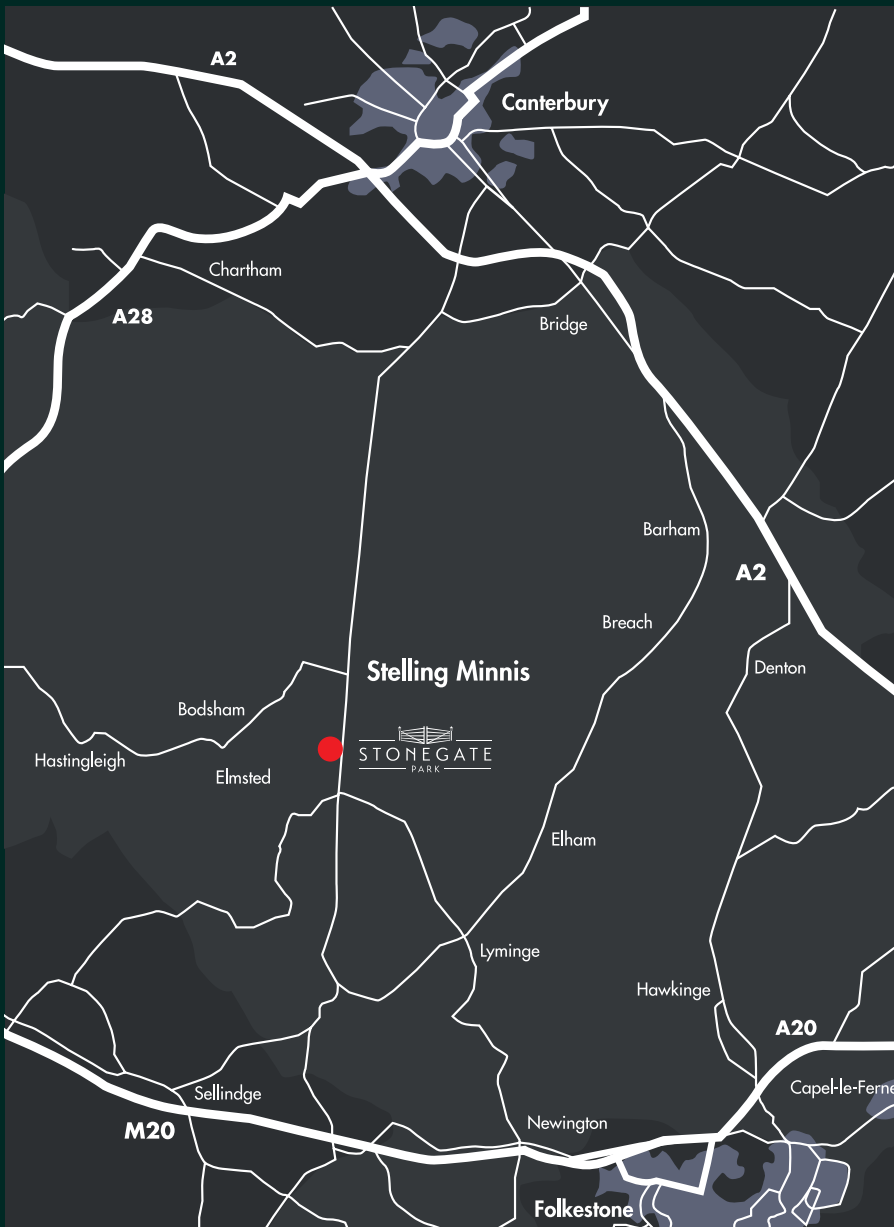 A2
Canterbury
Chartham
A28
Bridge
Barham
A2
Breach
Stelling Minnis
Denton
Bodsham
STONEGATE
PARK
Hastingleigh
Elmsted
Elham
Lyminge
Hawkinge
A20
Sellindge
Capel-le-Ferne
M20
Newington
Folkestone